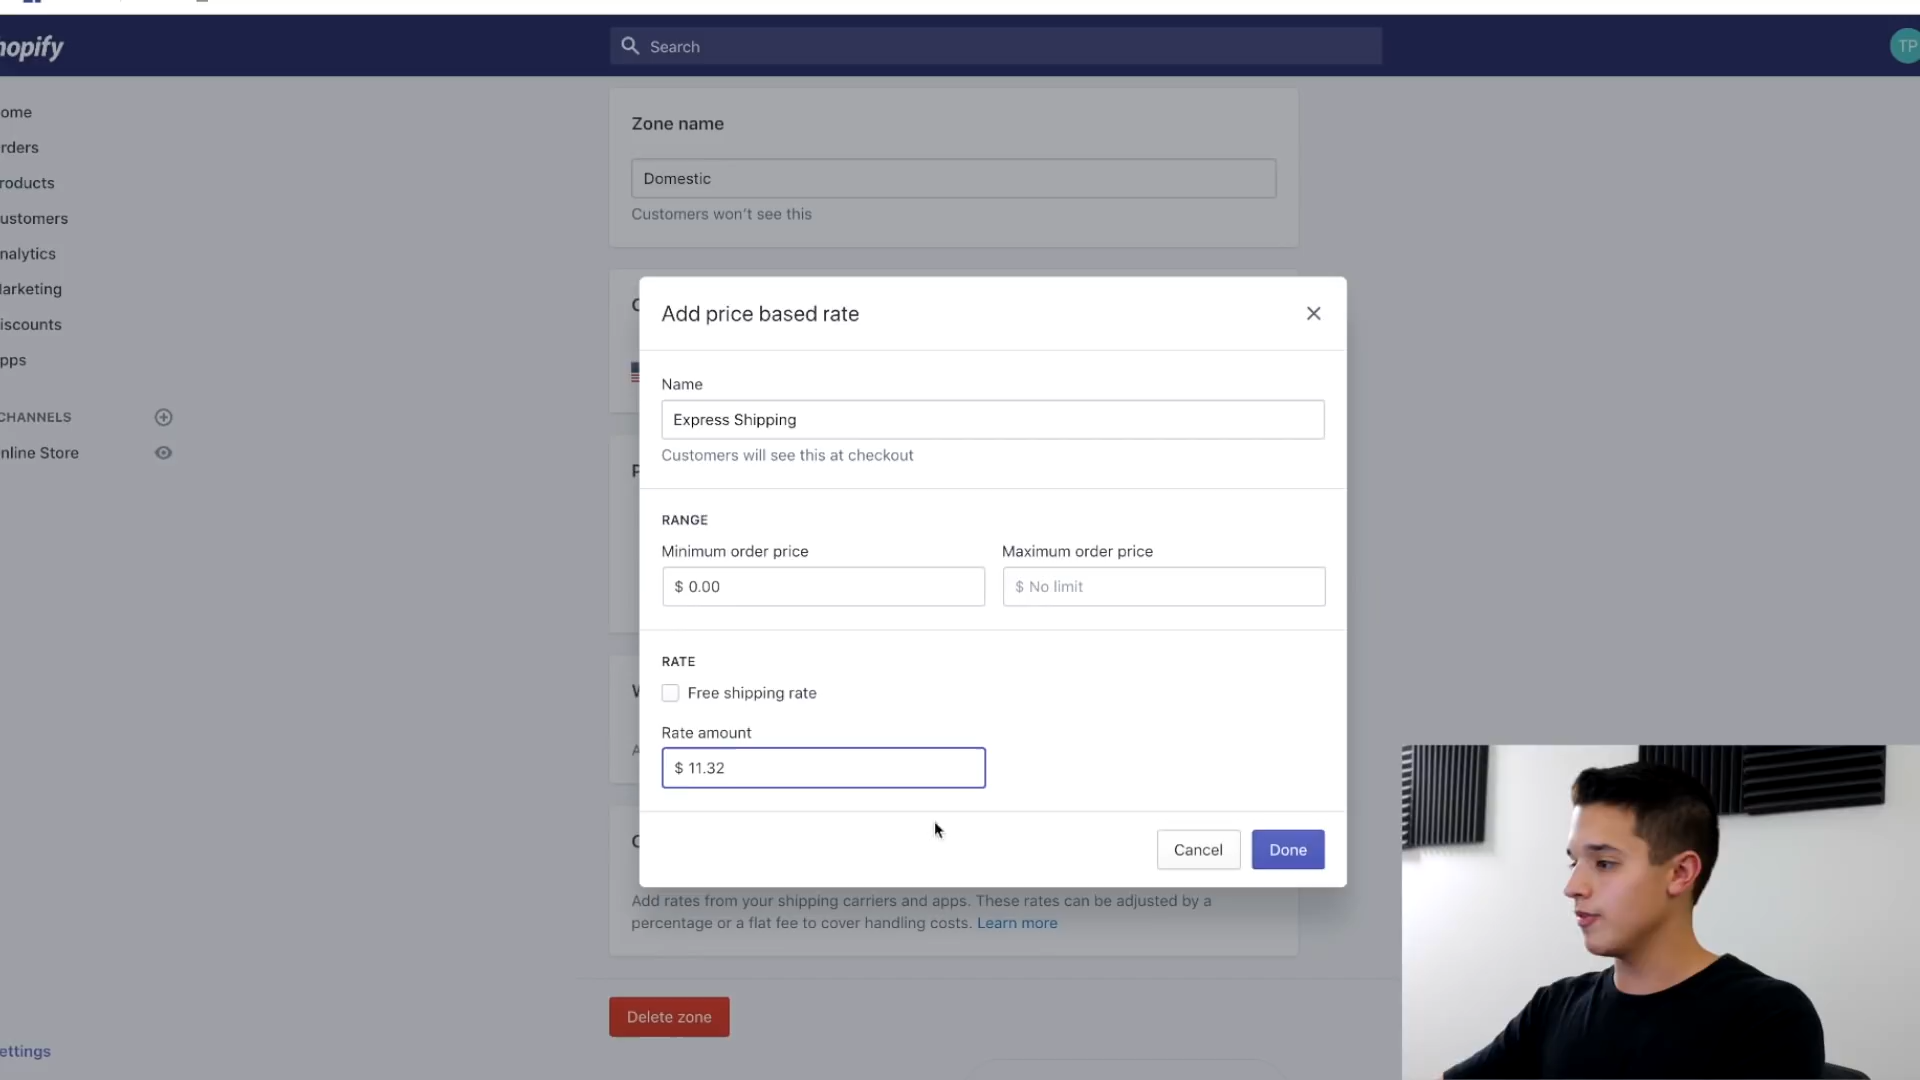 hopify
Search
TP
ome
rders
roducts
ustomers
nalytics
arketing
iscounts
pps
CHANNELS
nline Store
ettings
Zone name
Domestic
Customers won't see this
Add price based rate
Name
Express Shipping
Customers will see this at checkout
RANGE
Minimum order price
Maximum order price
$ 0.00
$ No limit
RATE
Free shipping rate
Rate amount
$ 11.32
Cancel
Done
Add rates from your shipping carriers and apps. These rates can be adjusted by a
percentage or a flat fee to cover handling costs. Learn more
Delete zone